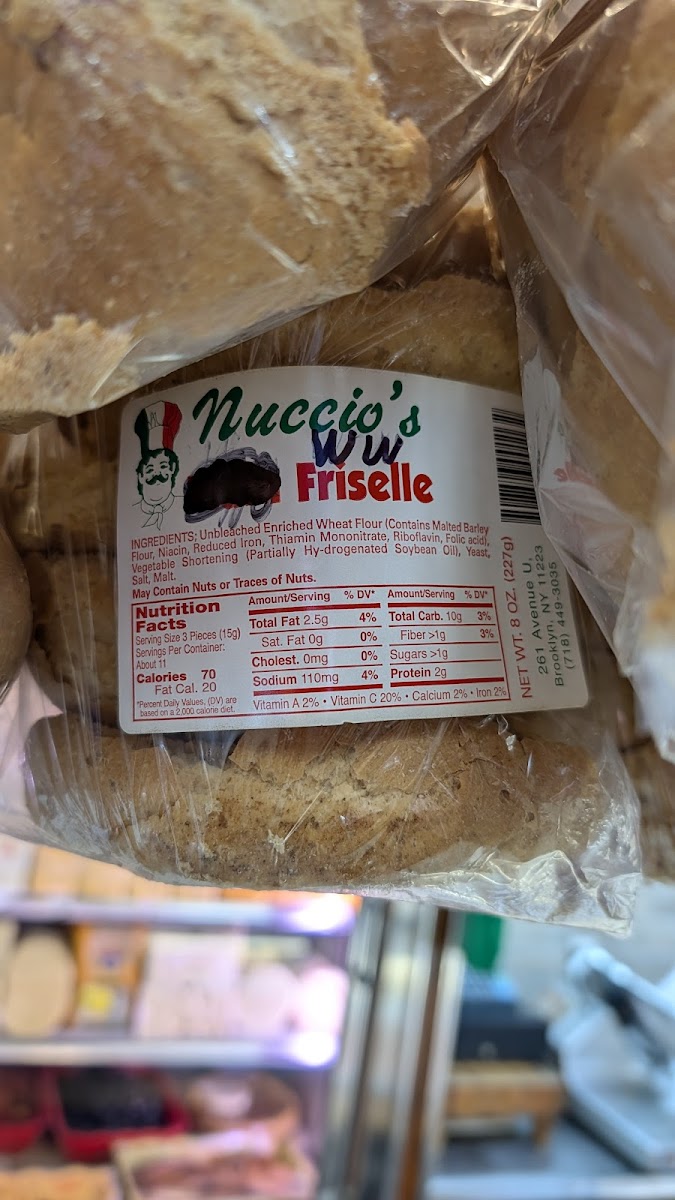 Nuccio's
WW
Friselle
INGREDIENTS; Unbleached Enriched Wheat Flour (Contains Malted Barley
Flour, Niacin, Reduced Iron, Thiamin Mononitrate, Riboflavin, Folic acid),
Vegetable Shortening (Partially Hy-drogenated Soybean Oil), Yeast,
Salt, Malt.
May Contain Nuts or Traces of Nuts.
Nutrition
Facts
Serving Size 3 Pieces (15g)
Servings Per Container:
About 11
Calories 70
Fat Cal. 20
*Percent Daily Values, (DV) are
based on a 2,000 calorie diet.
Amount/Serving % DV*
Total Fat 2.5g 4%
Sat. Fat 0g 0%
Cholest. 0mg 0%
Sodium 110mg 4%
Amount/Serving % DV*
Total Carb. 10g 3%
Fiber >1g 3%
Sugars >1g
Protein 2g
Vitamin A 2% • Vitamin C 20% • Calcium 2% • Iron 2%
NET WT. 8 OZ. (227g)
261 Avenue U,
Brooklyn, NY 11223
(718) 449-3035